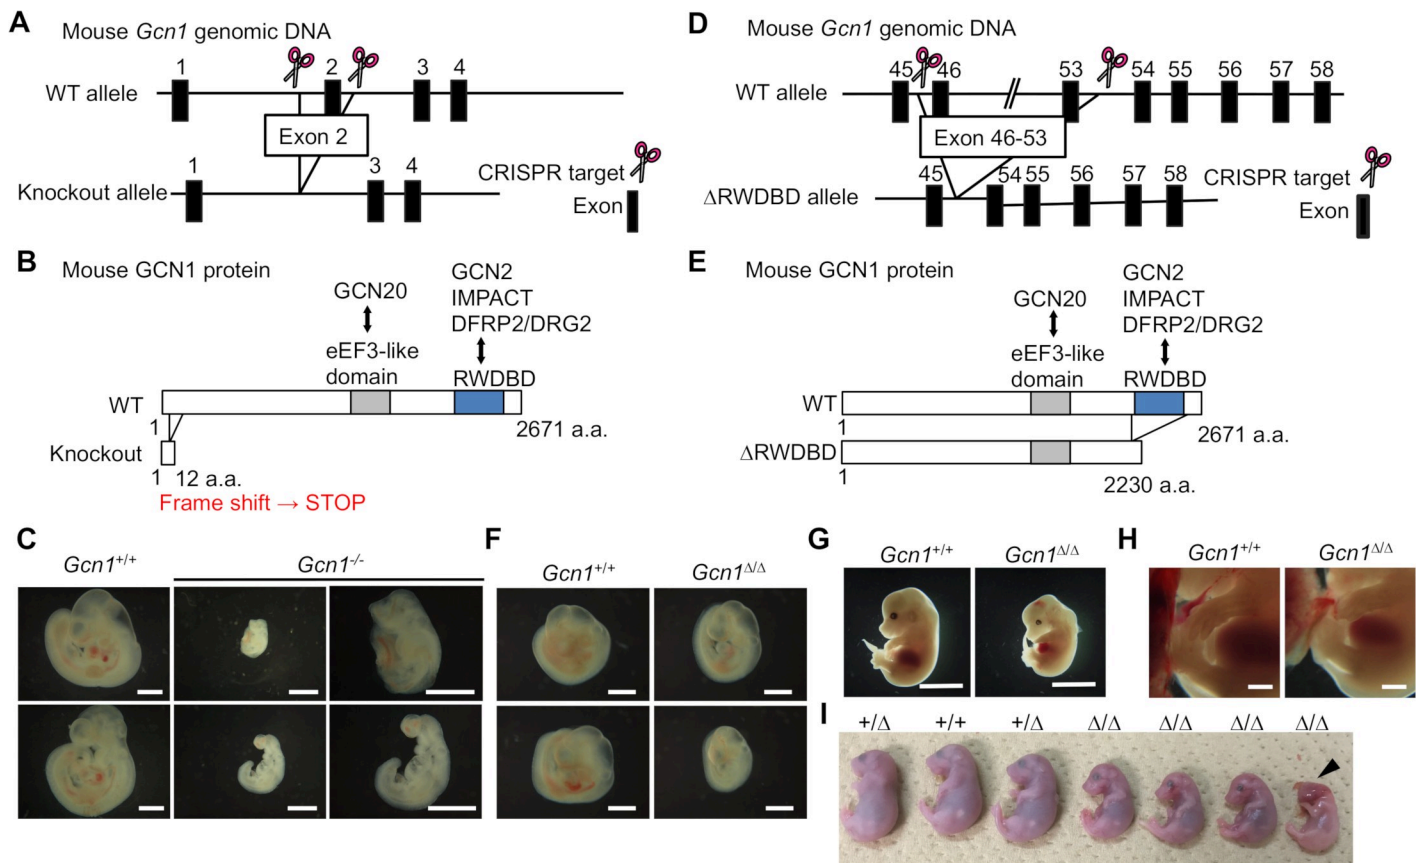 A
Mouse Gcn1 genomic DNA
1
2
3
4
WT allele
Exon 2
1
3
4
CRISPR target
Knockout allele
Exon
B
Mouse GCN1 protein
GCN2
GCN20
IMPACT
DFRP2/DRG2
eEF3-like
domain
RWDBD
WT
1
2671 a.a.
Knockout
1
12 a.a.
Frame shift → STOP
C
Gcn1+/+
Gcn1-/-
D
Mouse Gcn1 genomic DNA
45
46
53
54
55
56
57
58
WT allele
Exon 46-53
45
54
55
56
57
58
CRISPR target
ΔRWDBD allele
Exon
E
Mouse GCN1 protein
GCN2
GCN20
IMPACT
DFRP2/DRG2
eEF3-like
domain
RWDBD
WT
1
2671 a.a.
ΔRWDBD
1
2230 a.a.
F
Gcn1+/+
Gcn1Δ/Δ
G
Gcn1+/+
Gcn1Δ/Δ
H
Gcn1+/+
Gcn1Δ/Δ
I
+/Δ
+/+
+/Δ
Δ/Δ
Δ/Δ
Δ/Δ
Δ/Δ